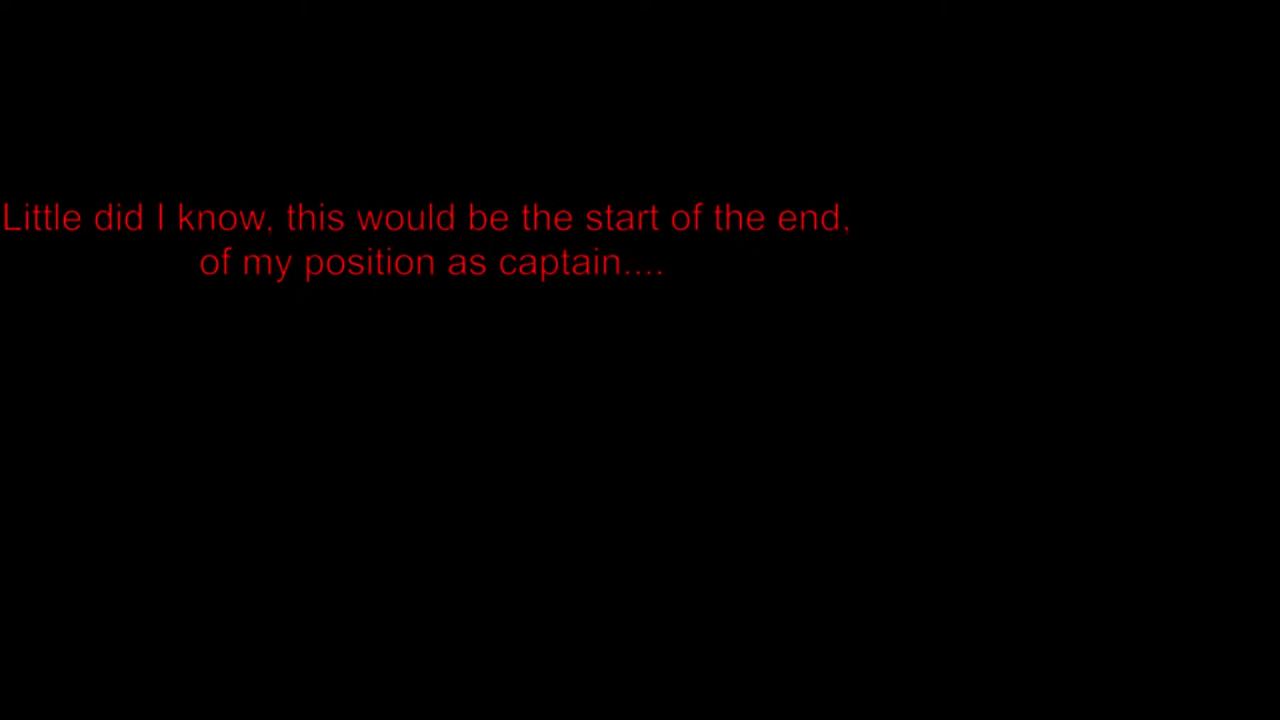 Little did I know, this would be the start of the end,
of my position as captain....